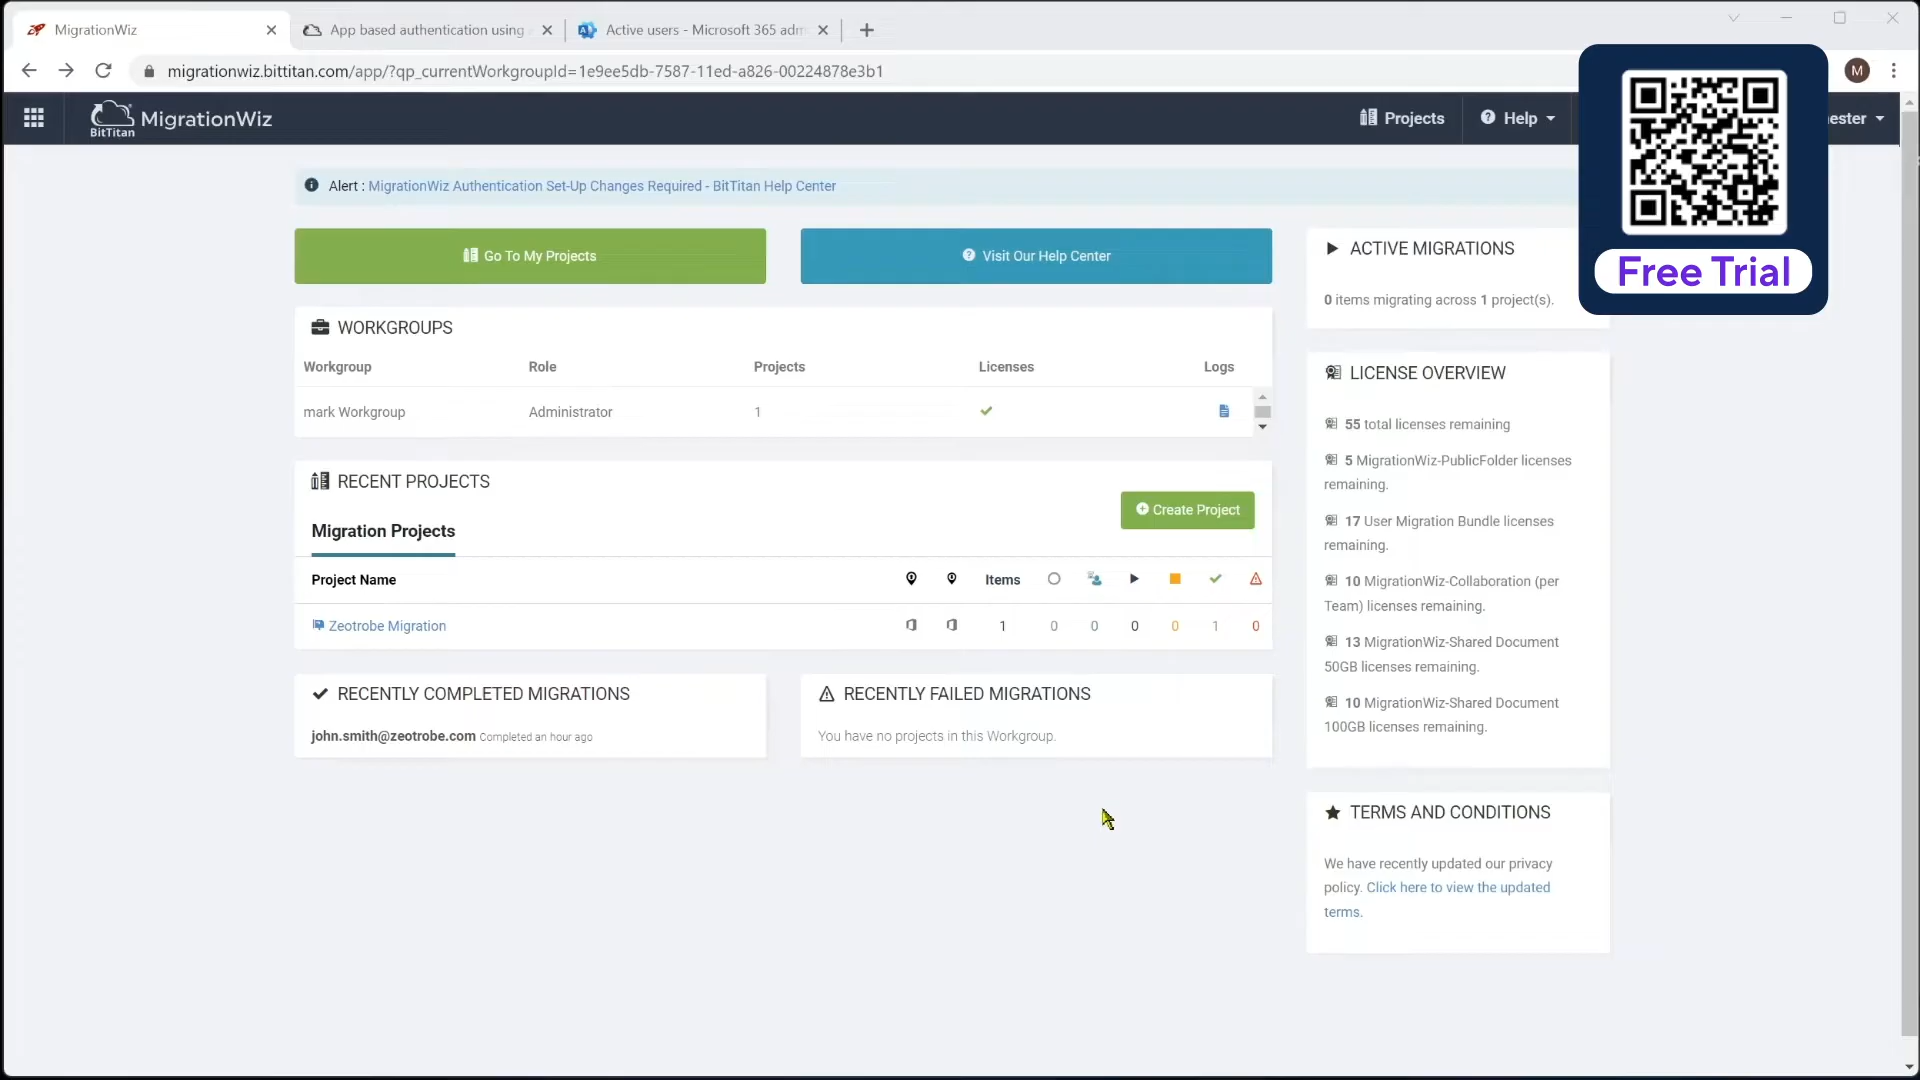 MigrationWiz
App based authentication using
Active users - Microsoft 365 adm
migrationwiz.bittitan.com/app/?qp_currentWorkgroupId=1e9ee5db-7587-11ed-a826-00224878e3b1
M
BitTitan
MigrationWiz
Projects
Help
ester
Free Trial
Alert : MigrationWiz Authentication Set-Up Changes Required - BitTitan Help Center
Go To My Projects
Visit Our Help Center
WORKGROUPS
Workgroup Role Projects Licenses Logs
mark Workgroup Administrator 1
RECENT PROJECTS
Create Project
Migration Projects
Project Name Items
Zeotrobe Migration 1 0 0 0 0 1 0
RECENTLY COMPLETED MIGRATIONS
john.smith@zeotrobe.com Completed an hour ago
RECENTLY FAILED MIGRATIONS
You have no projects in this Workgroup.
ACTIVE MIGRATIONS
0 items migrating across 1 project(s).
LICENSE OVERVIEW
55 total licenses remaining
5 MigrationWiz-PublicFolder licenses
remaining.
17 User Migration Bundle licenses
remaining.
10 MigrationWiz-Collaboration (per
Team) licenses remaining.
13 MigrationWiz-Shared Document
50GB licenses remaining.
10 MigrationWiz-Shared Document
100GB licenses remaining.
TERMS AND CONDITIONS
We have recently updated our privacy
policy. Click here to view the updated
terms.